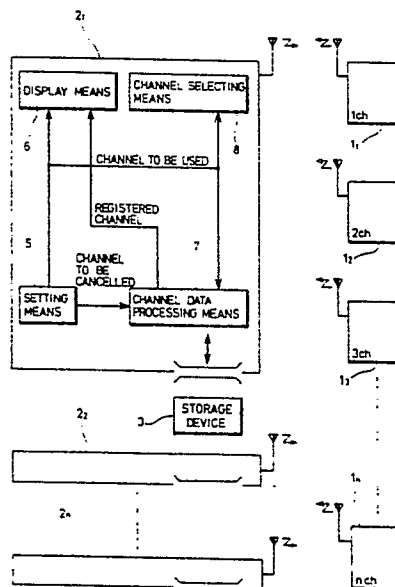 2₁
DISPLAY MEANS
CHANNEL SELECTING
MEANS
6
8
CHANNEL TO BE USED
REGISTERED
CHANNEL
5
7
CHANNEL
TO BE
CANCELLED
SETTING
MEANS
CHANNEL DATA
PROCESSING MEANS
STORAGE
DEVICE
3
2₂
2ₙ
1ch
1₁
2ch
1₂
3ch
1₃
1ₙ
nch